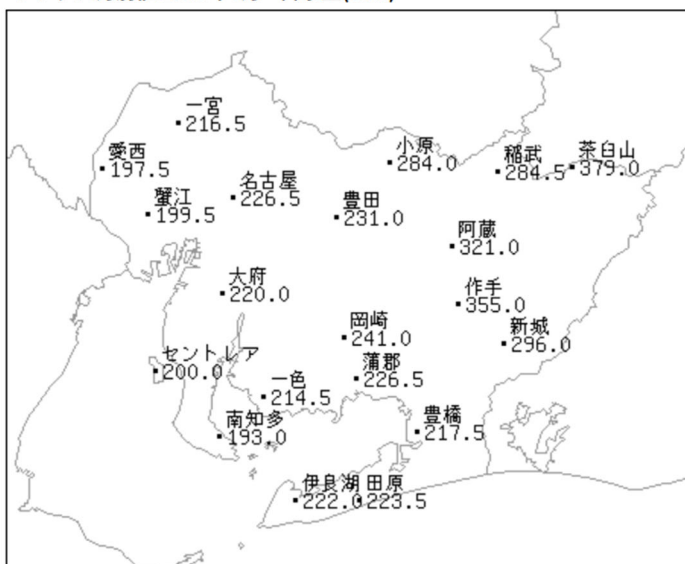 一宮
216.5
愛西
197.5
蟹江
199.5
名古屋
226.5
小原
284.0
稲武
284.5
茶臼山
379.0
豊田
231.0
阿蔵
321.0
大府
220.0
作手
355.0
岡崎
241.0
新城
296.0
セントレア
200.0
蒲郡
226.5
一色
214.5
南知多
193.0
豊橋
217.5
伊良湖
222.0
田原
223.5